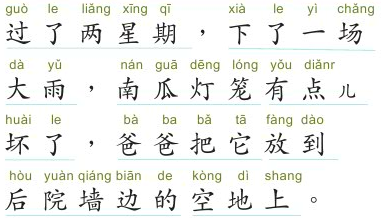 guò le liǎng xīng qī xià le yì chǎng
过了两星期，下了一场
dà yǔ nán guā dēng lóng yǒu diǎnr
大雨，南瓜灯笼有点儿
huài le bà ba bǎ tā fàng dào
坏了，爸爸把它放到
hòu yuàn qiáng biān de kòng dì shang
后院墙边的空地上。